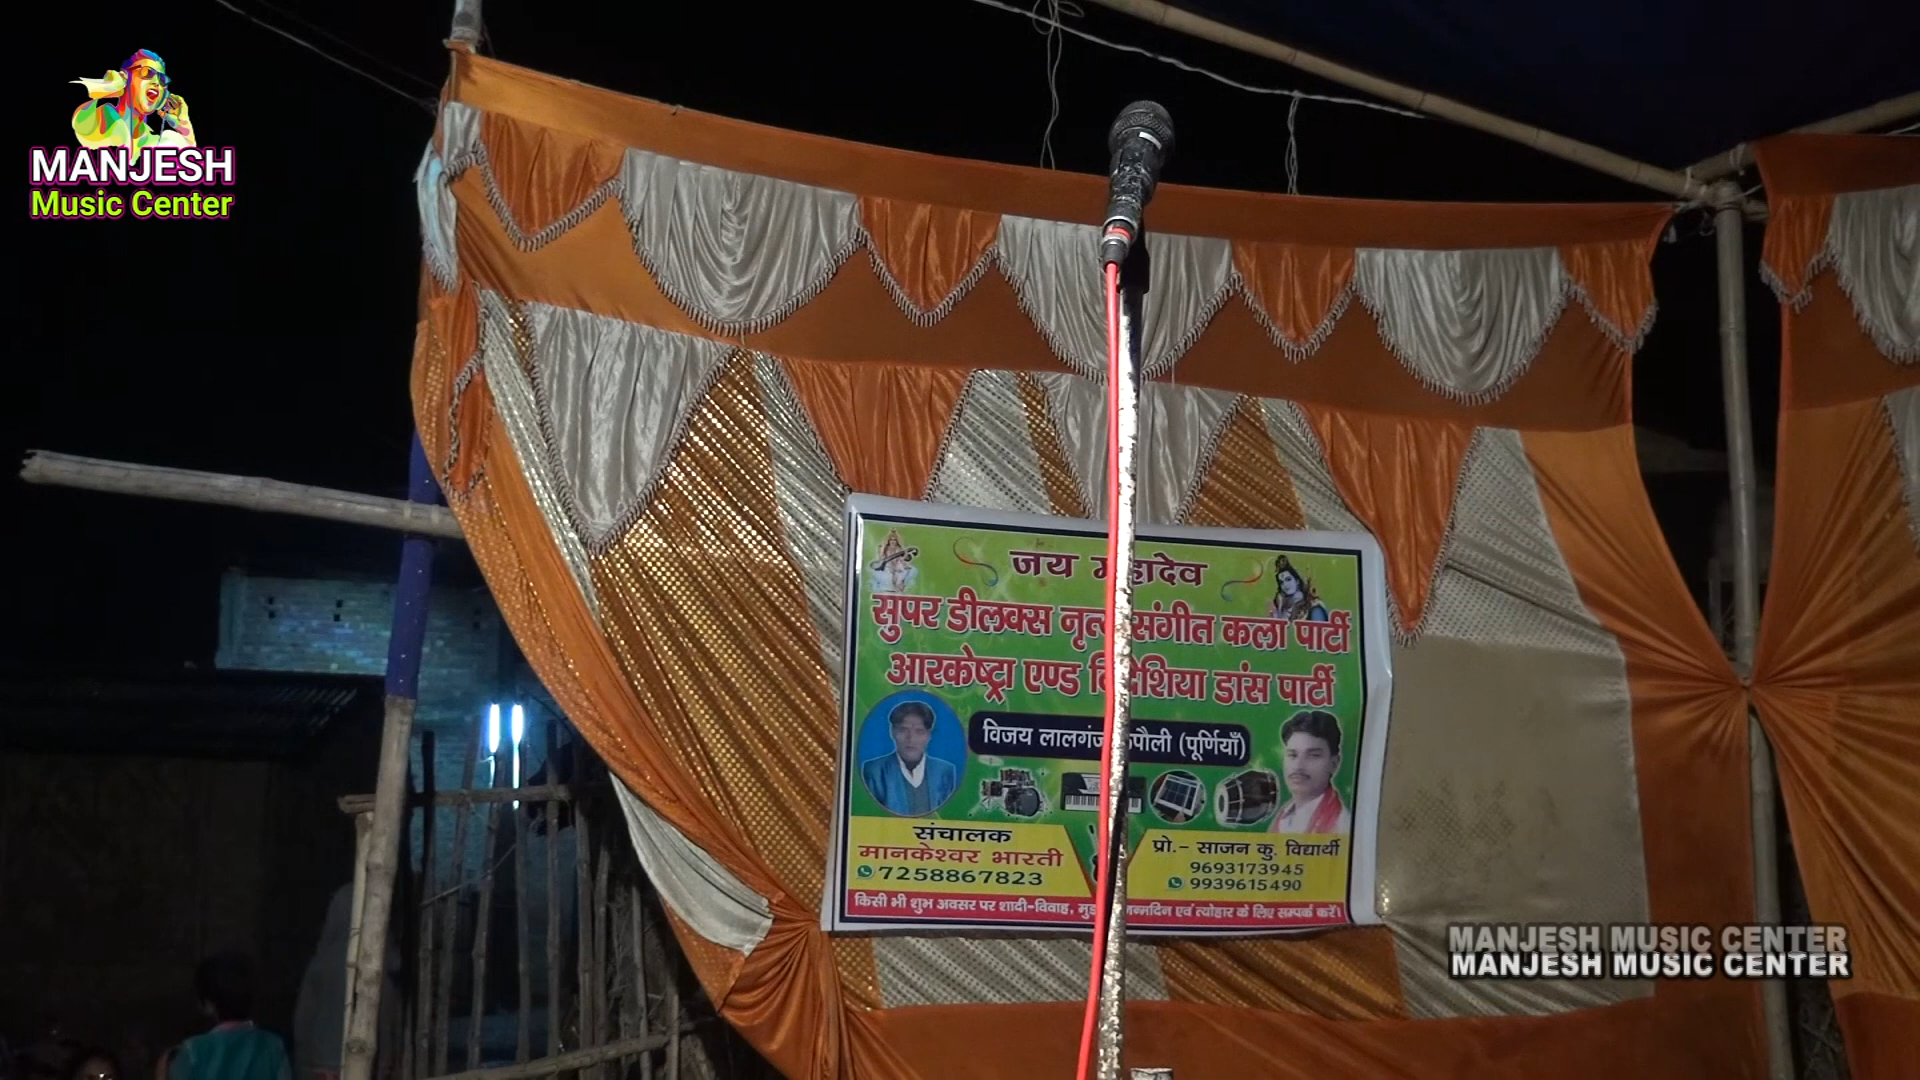 MANJESH
Music Center
जय महादेव
सुपर डीलक्स नृत्य संगीत कला पार्टी
आरकेष्ट्रा एण्ड विदेशिया डांस पार्टी
विजय लालगंज रुपौली (पूर्णियाँ)
संचालक
मानकेश्वर भारती
7258867823
प्रो.- साजन कु. विद्यार्थी
9693173945
9939615490
किसी भी शुभ अवसर पर शादी-विवाह, जन्मदिन एवं त्योहार के लिए सम्पर्क करें।
MANJESH MUSIC CENTER
MANJESH MUSIC CENTER